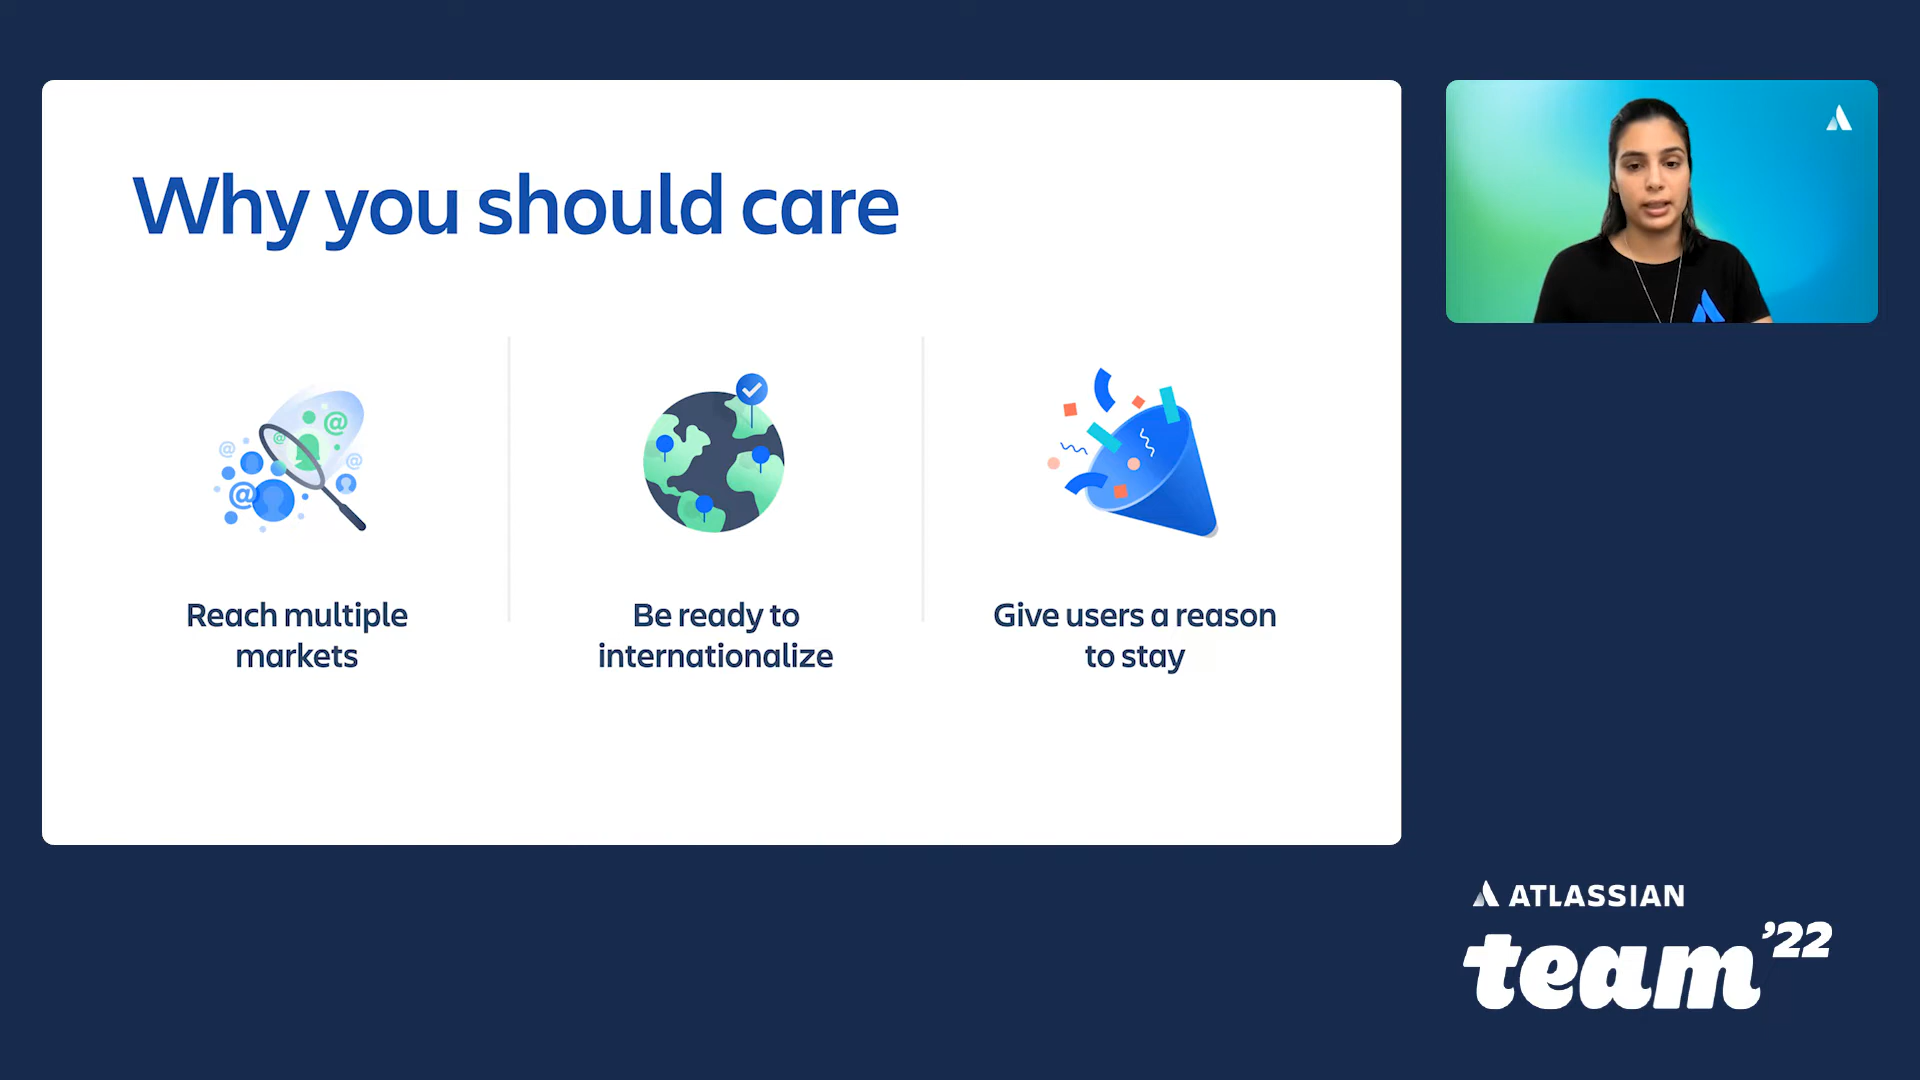 Why you should care
@
@
@
@
@
Reach multiple
markets
Be ready to
internationalize
Give users a reason
to stay
ATLASSIAN
team '22